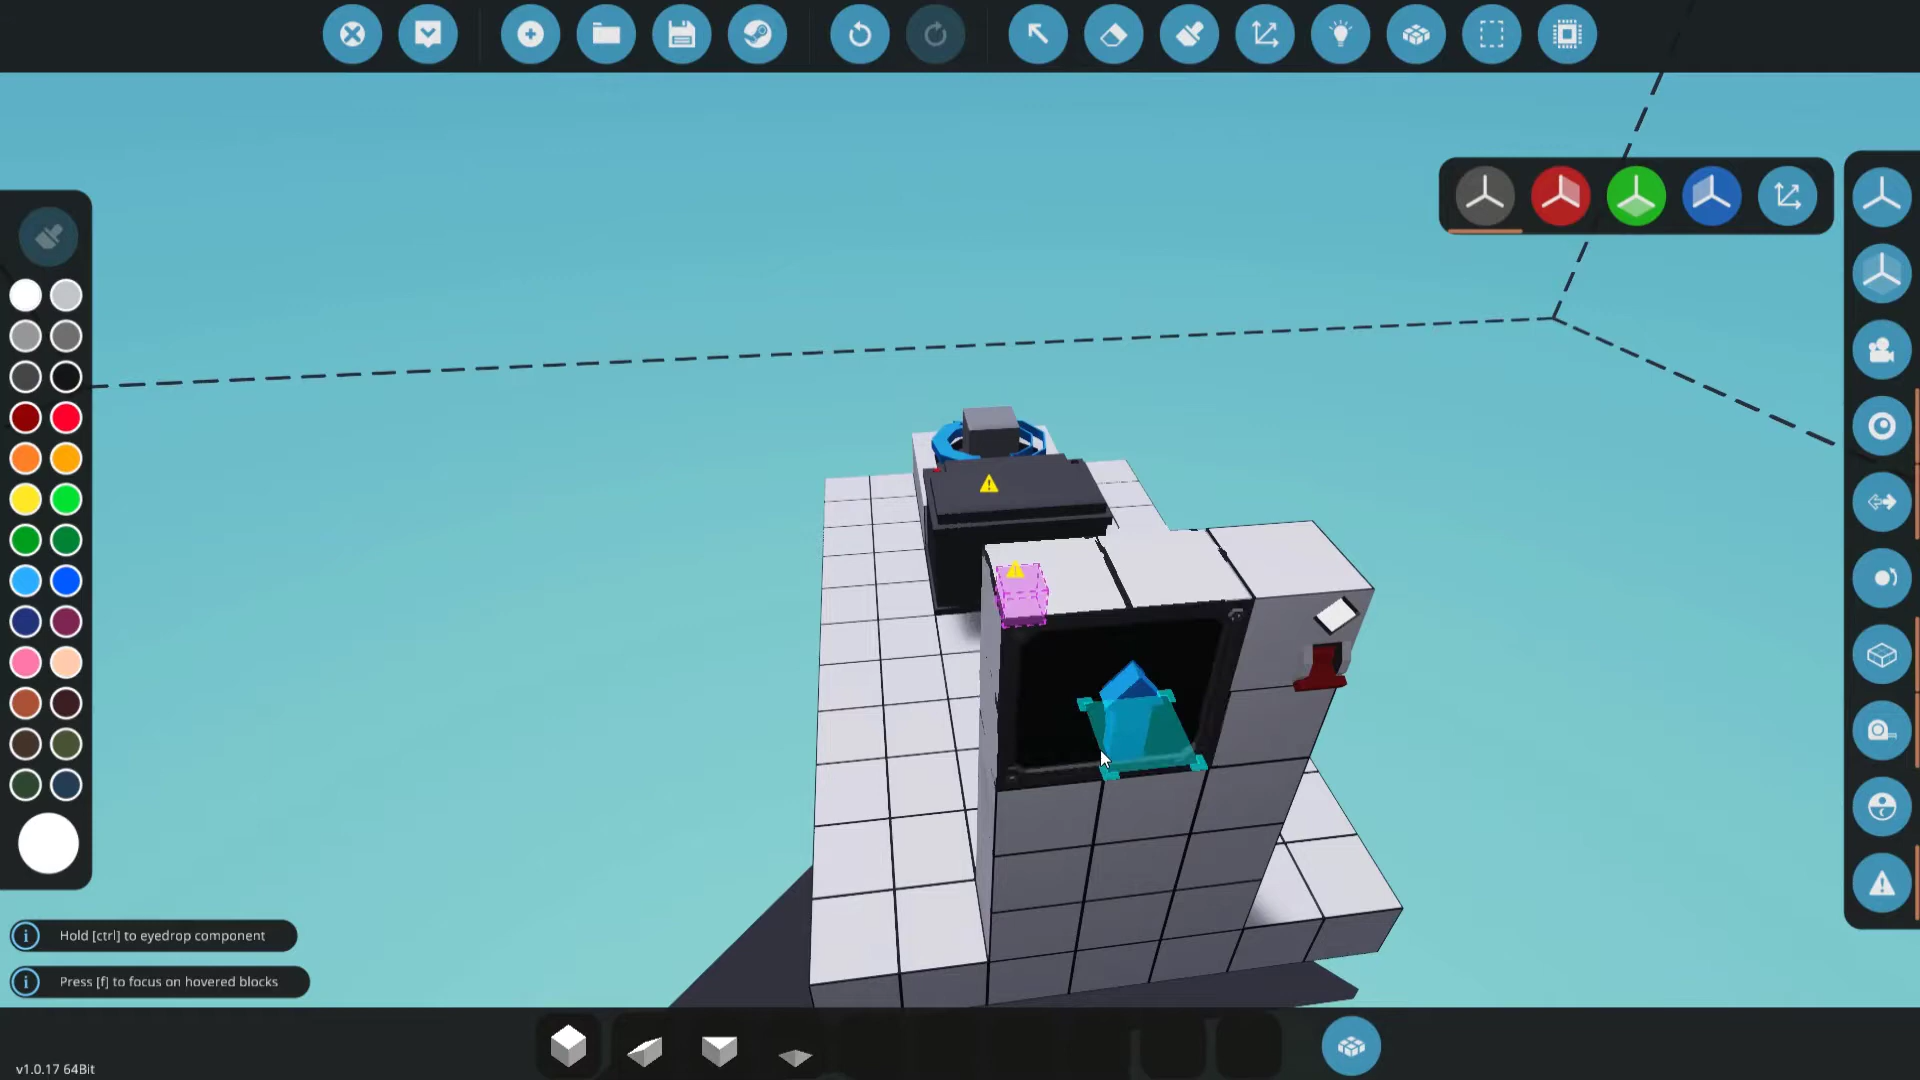 Hold [ctrl] to eyedrop component
Press [f] to focus on hovered blocks
v1.0.17 64Bit